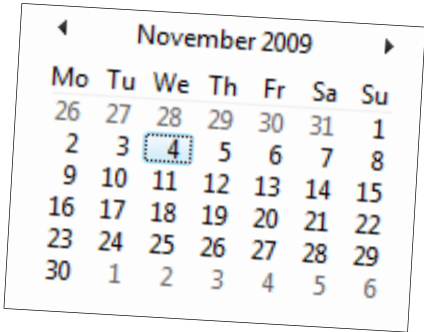 November 2009
Mo Tu We Th Fr Sa Su
26 27 28 29 30 31 1
2 3 4 5 6 7 8
9 10 11 12 13 14 15
16 17 18 19 20 21 22
23 24 25 26 27 28 29
30 1 2 3 4 5 6